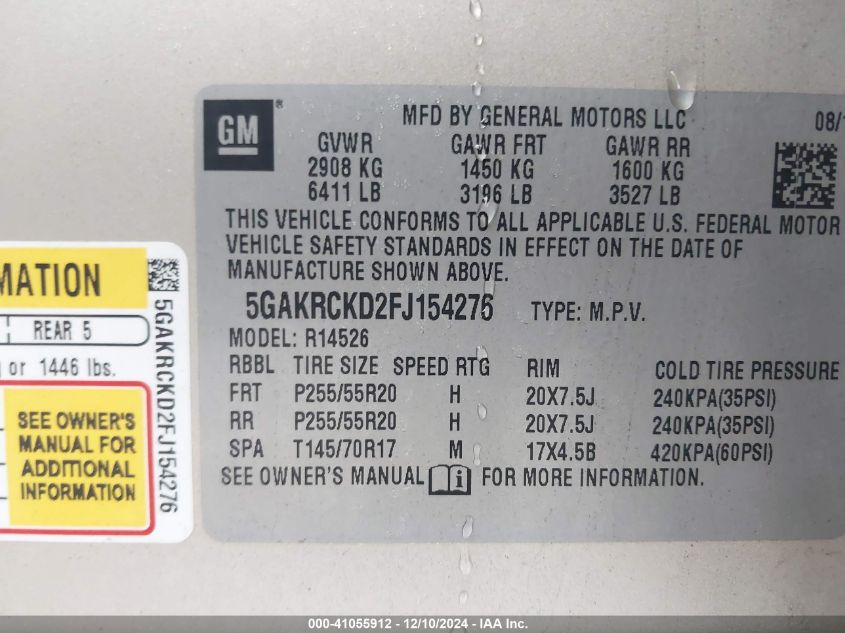 GM®
MFD BY GENERAL MOTORS LLC 08/
GVWR GAWR FRT GAWR RR
2908 KG 1450 KG 1600 KG
6411 LB 3196 LB 3527 LB
THIS VEHICLE CONFORMS TO ALL APPLICABLE U.S. FEDERAL MOTOR
VEHICLE SAFETY STANDARDS IN EFFECT ON THE DATE OF
MANUFACTURE SHOWN ABOVE.
5GAKRCKD2FJ154276 TYPE: M.P.V.
MODEL: R14526
RBBL TIRE SIZE SPEED RTG RIM COLD TIRE PRESSURE
FRT P255/55R20 H 20X7.5J 240KPA(35PSI)
RR P255/55R20 H 20X7.5J 240KPA(35PSI)
SPA T145/70R17 M 17X4.5B 420KPA(60PSI)
SEE OWNER'S MANUAL FOR MORE INFORMATION.
MATION
REAR 5
or 1446 lbs.
SEE OWNER'S
MANUAL FOR
ADDITIONAL
INFORMATION
5GAKRCKD2FJ154276
000-41055912 - 12/10/2024 - IAA Inc.